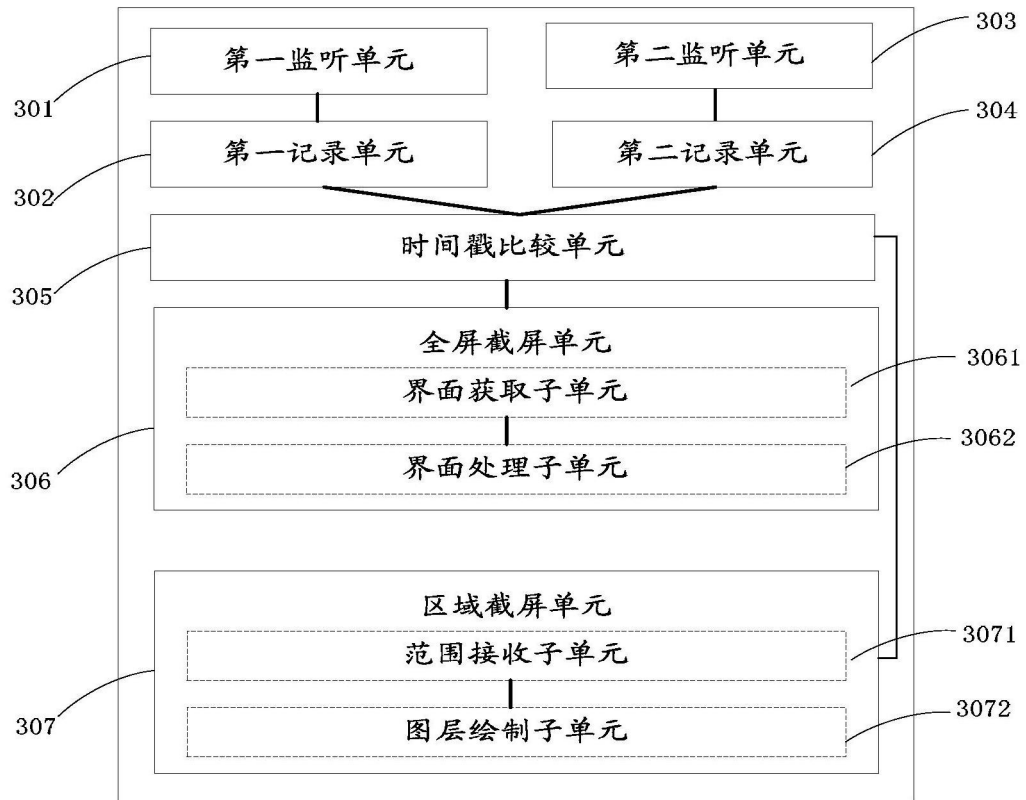 303
第一监听单元
第二监听单元
301
304
第一记录单元
第二记录单元
302
时间戳比较单元
305
全屏截屏单元
3061
界面获取子单元
3062
界面处理子单元
306
区域截屏单元
3071
范围接收子单元
307
3072
图层绘制子单元